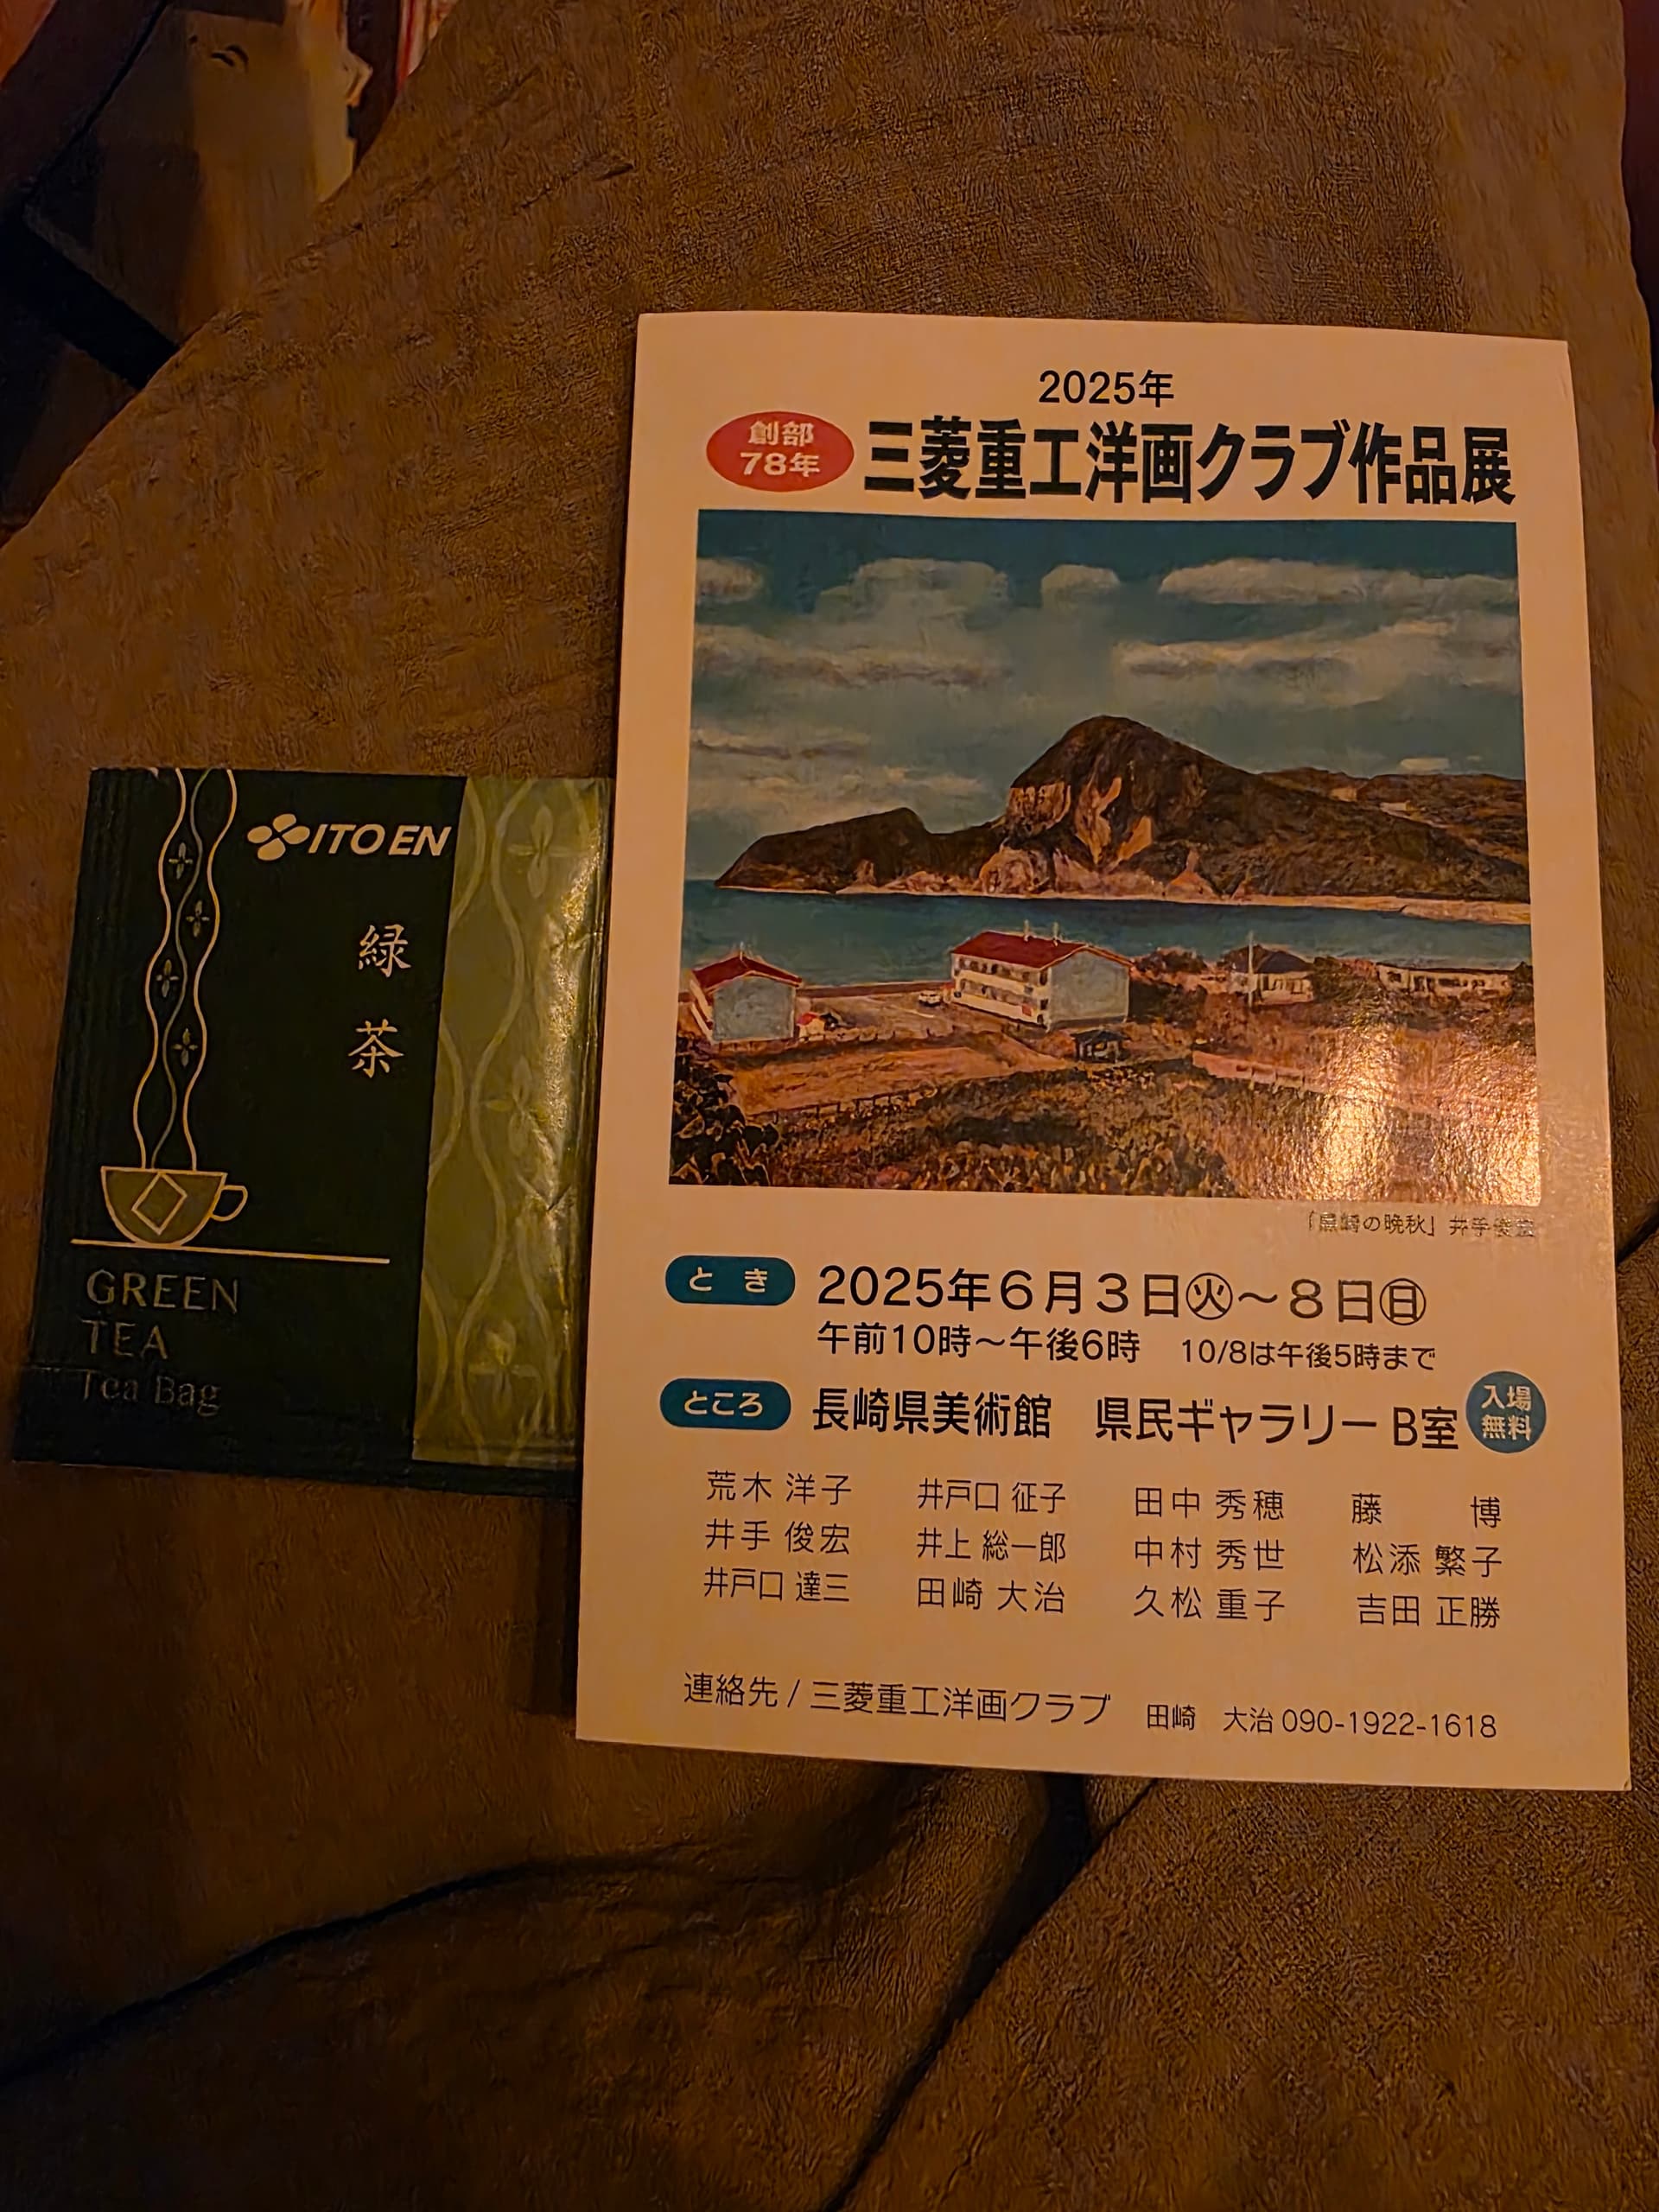 ITO EN
緑
茶
GREEN
TEA
Tea Bag
2025年
創部
78年
三菱重工洋画クラブ作品展
の晩秋」井手俊宏
とき 2025年6月3日㊋~8日㊐
午前10時~午後6時 10/8は午後5時まで
ところ 長崎県美術館 県民ギャラリー B室
入場
無料
荒木 洋子 井戸口 征子 田中 秀穂 藤 博
井手 俊宏 井上 総一郎 中村 秀世 松添 繁子
井戸口 達三 田崎 大治 久松 重子 吉田 正勝
連絡先 / 三菱重工洋画クラブ 田崎 大治 090-1922-1618